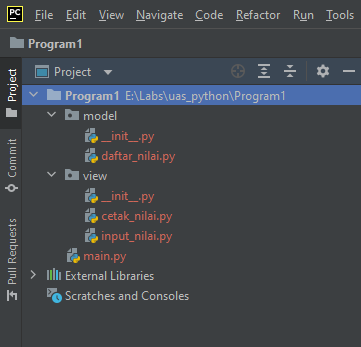 PC File Edit View Navigate Code Refactor Run Tools
Program1
Project
Project
Program1 E:\Labs\uas_python\Program1
model
__init__.py
daftar_nilai.py
view
__init__.py
cetak_nilai.py
input_nilai.py
main.py
External Libraries
Scratches and Consoles
Commit
Pull Requests